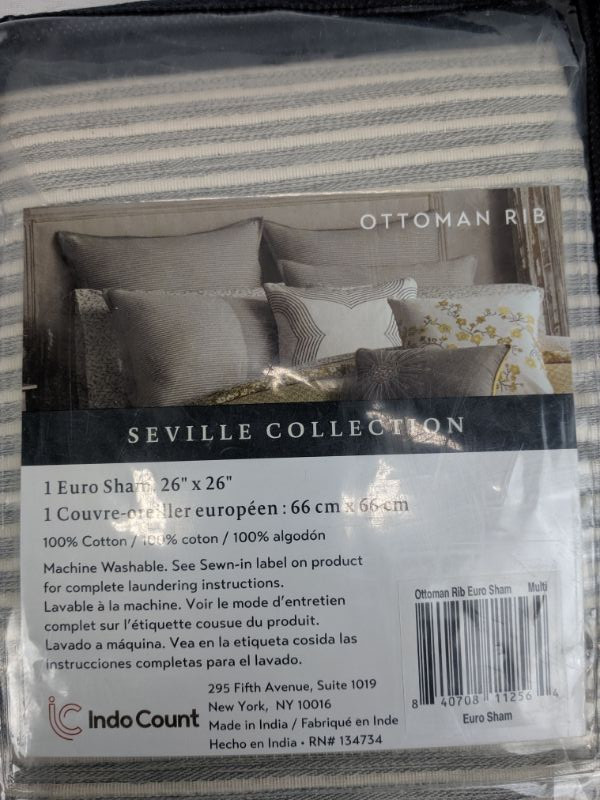 OTTOMAN RIB
SEVILLE COLLECTION
1 Euro Sham, 26" x 26"
1 Couvre-oreiller européen : 66 cm x 66 cm
100% Cotton / 100% coton / 100% algodón
Machine Washable. See Sewn-in label on product
for complete laundering instructions.
Lavable à la machine. Voir le mode d'entretien
complet sur l'étiquette cousue du produit.
Lavado a máquina. Vea en la etiqueta cosida las
instrucciones completas para el lavado.
Ottoman Rib Euro Sham Multi
8 40708 11256 4
Euro Sham
Indo Count
295 Fifth Avenue, Suite 1019
New York, NY 10016
Made in India / Fabriqué en Inde
Hecho en India • RN# 134734